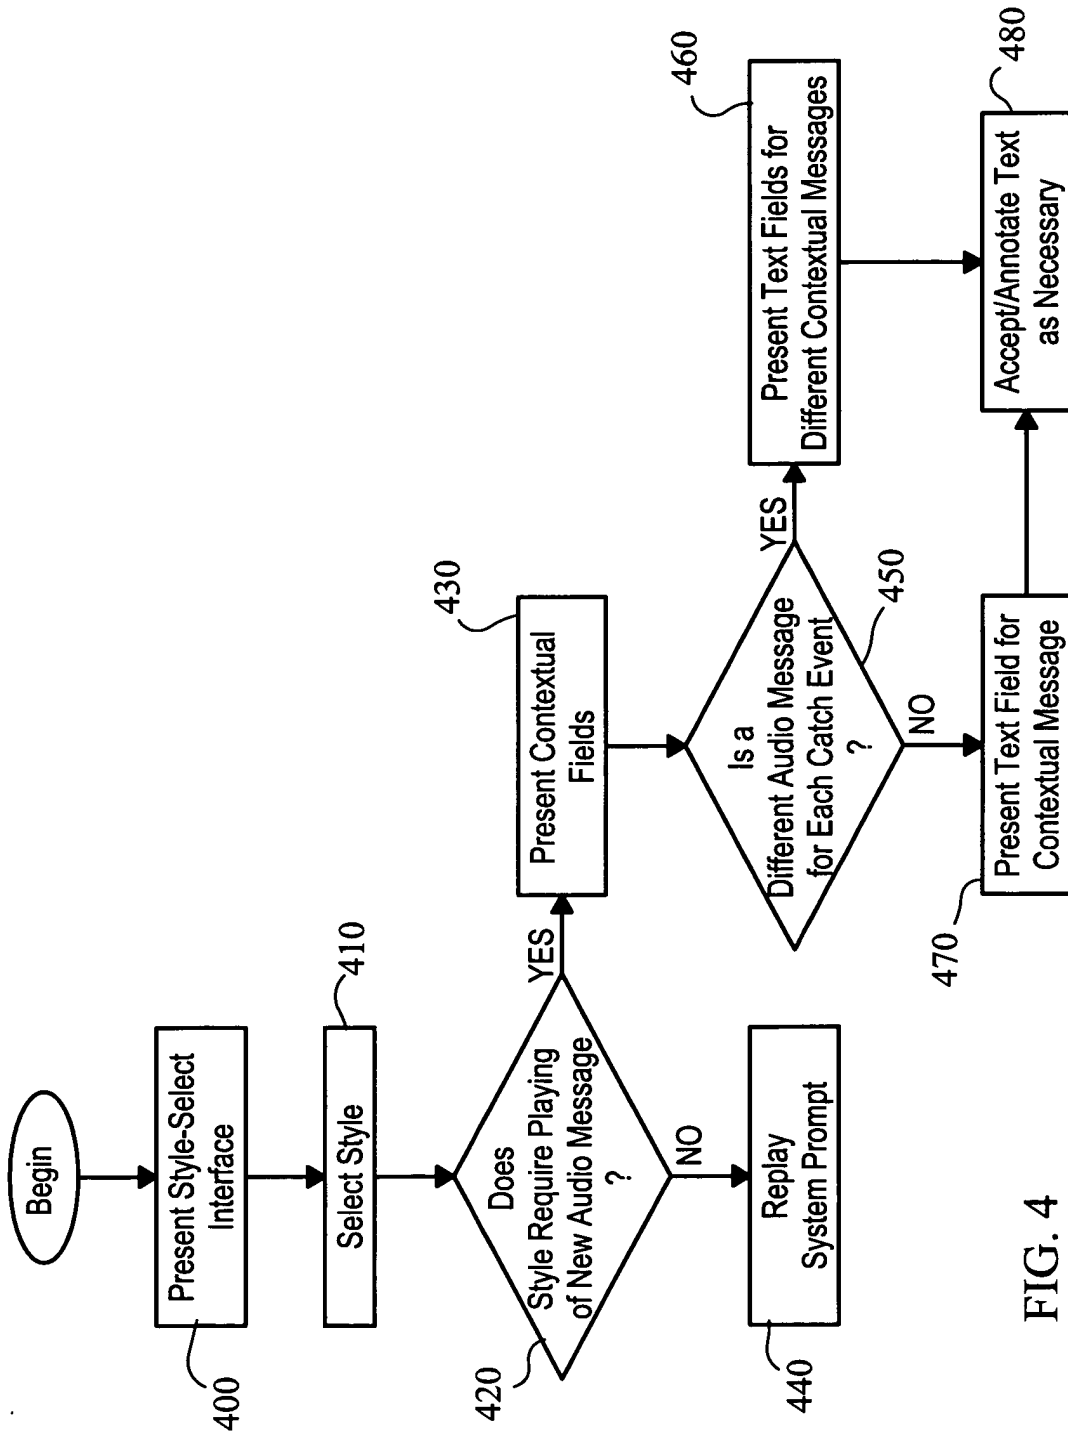 Begin
Present Style-Select
Interface
400
Select Style
410
Does
Style Require Playing
of New Audio Message
?
420
YES
NO
Present Contextual
Fields
430
Replay
System Prompt
440
Is a
Different Audio Message
for Each Catch Event
?
450
YES
NO
Present Text Fields for
Different Contextual Messages
460
Present Text Field for
Contextual Message
470
Accept/Annotate Text
as Necessary
480
FIG. 4